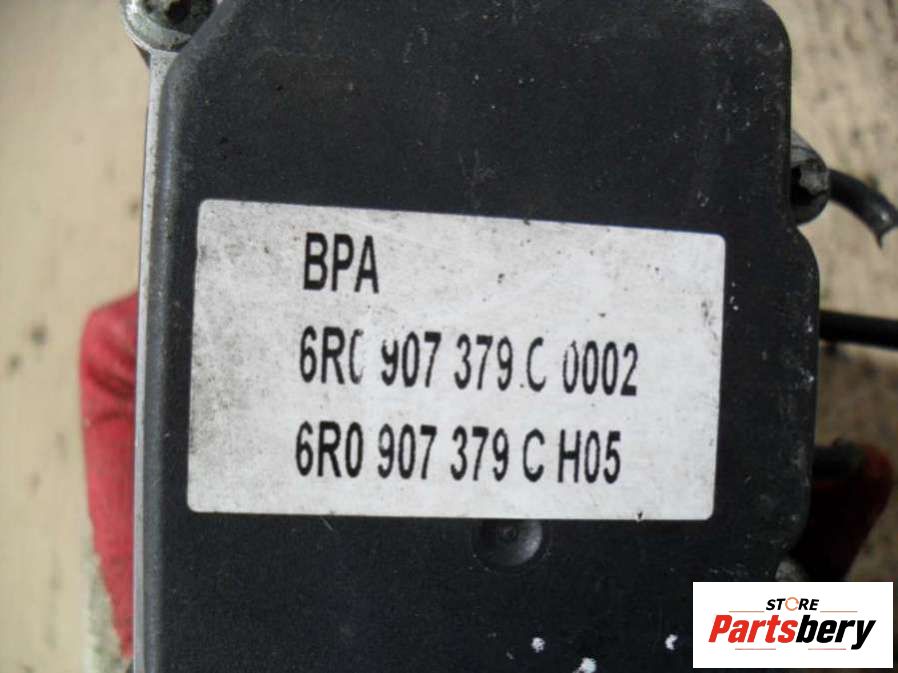 BPA
6R0 907 379 C 0002
6R0 907 379 C H05
STORE
Partsbery